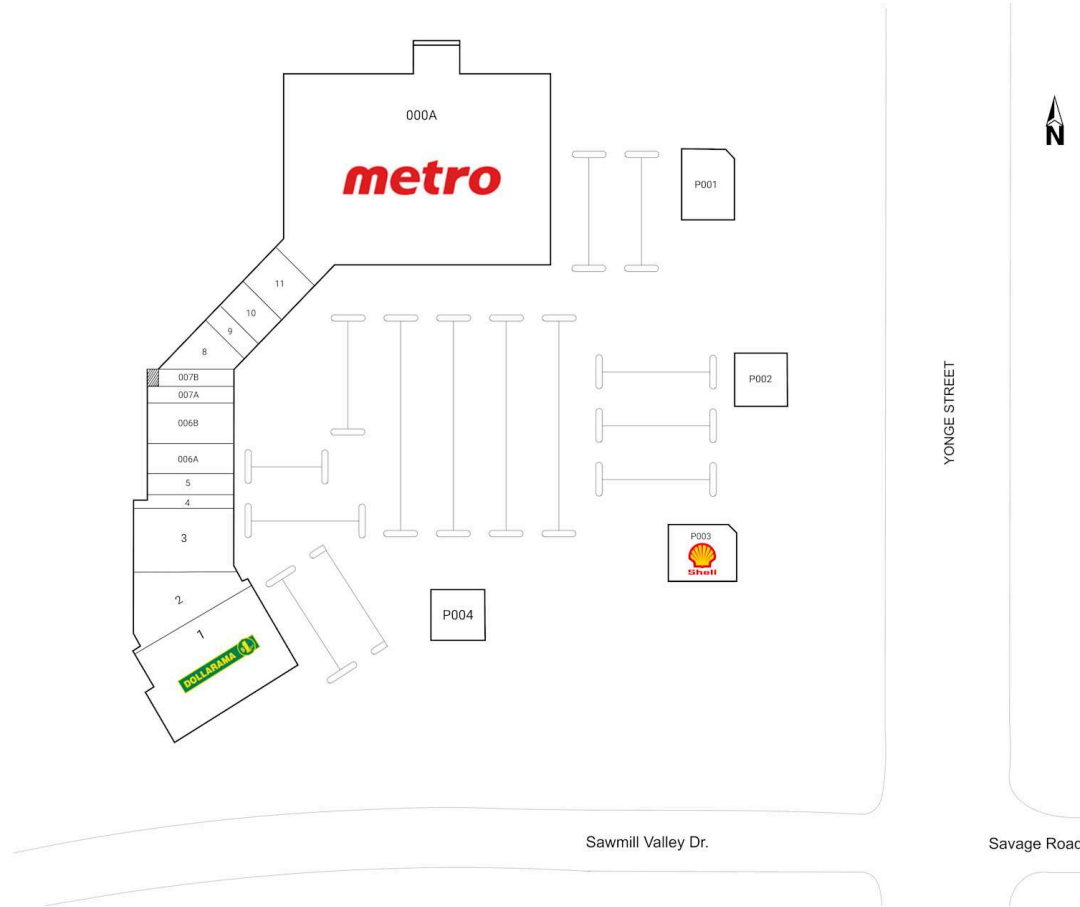 000A
metro
N
P001
11
10
9
8
007B
007A
006B
006A
5
4
3
2
1
DOLLARAMA
P002
YONGE STREET
P003
Shell
P004
Sawmill Valley Dr.
Savage Road